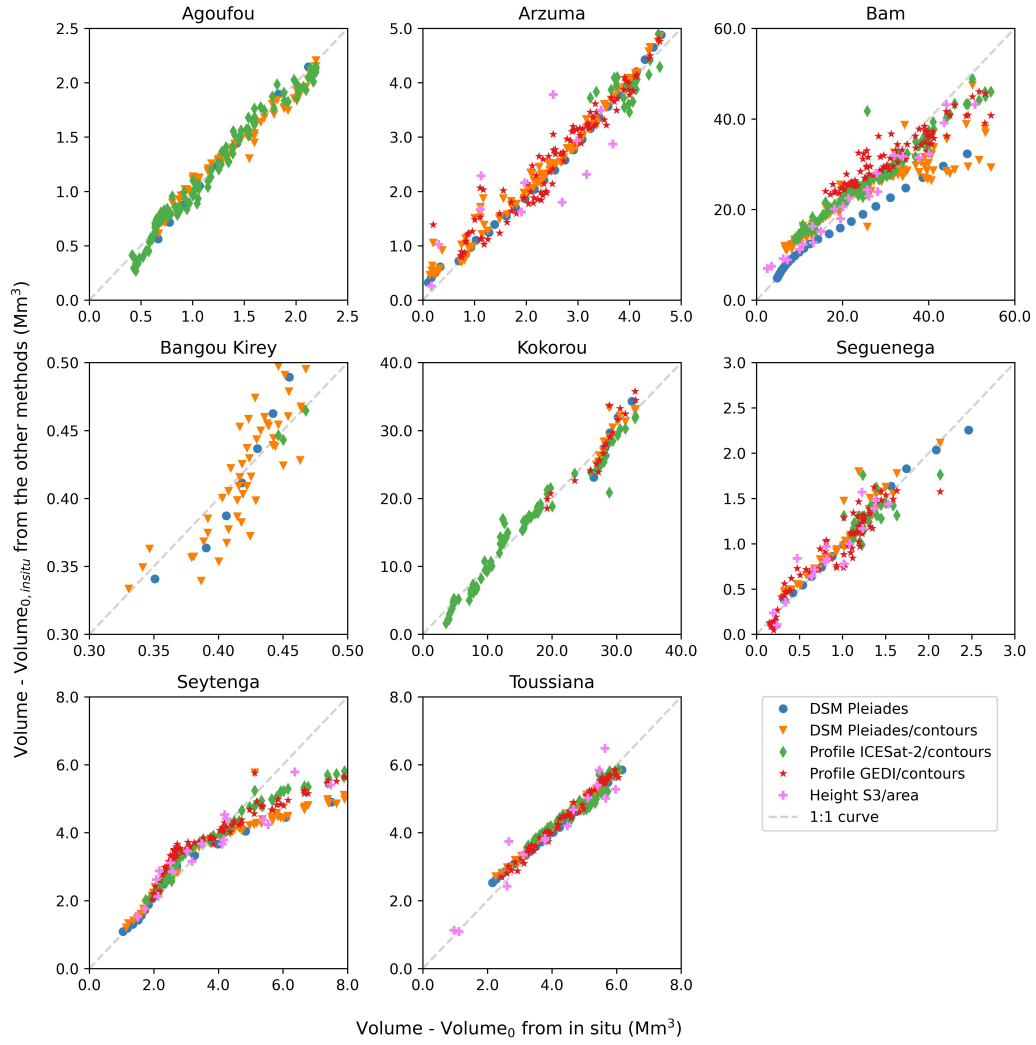 Agoufou
Arzuma
Bam
2.5
2.0
1.5
1.0
0.5
0.0
0.0 0.5 1.0 1.5 2.0 2.5
5.0
4.0
3.0
2.0
1.0
0.0
0.0 1.0 2.0 3.0 4.0 5.0
60.0
40.0
20.0
0.0
0.0 20.0 40.0 60.0
Bangou Kirey
Kokorou
Seguenega
0.50
0.45
0.40
0.35
0.30
0.30 0.35 0.40 0.45 0.50
40.0
30.0
20.0
10.0
0.0
0.0 10.0 20.0 30.0 40.0
3.0
2.5
2.0
1.5
1.0
0.5
0.0
0.0 0.5 1.0 1.5 2.0 2.5 3.0
Seytenga
Toussiana
8.0
6.0
4.0
2.0
0.0
0.0 2.0 4.0 6.0 8.0
8.0
6.0
4.0
2.0
0.0
0.0 2.0 4.0 6.0 8.0
DSM Pleiades
DSM Pleiades/contours
Profile ICESat-2/contours
Profile GEDI/contours
Height S3/area
1:1 curve
Volume - Volume₀,insitu from the other methods (Mm³)
Volume - Volume₀ from in situ (Mm³)